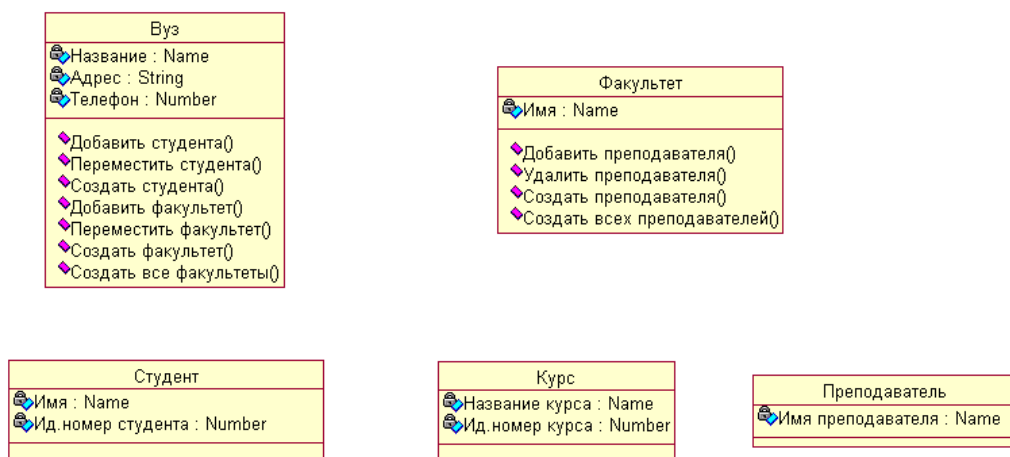 Вуз
Название : Name
Адрес : String
Телефон : Number
Добавить студента()
Переместить студента()
Создать студента()
Добавить факультет()
Переместить факультет()
Создать факультет()
Создать все факультеты()
Факультет
Имя : Name
Добавить преподавателя()
Удалить преподавателя()
Создать преподавателя()
Создать всех преподавателей()
Студент
Имя : Name
Ид.номер студента : Number
Курс
Название курса : Name
Ид.номер курса : Number
Преподаватель
Имя преподавателя : Name